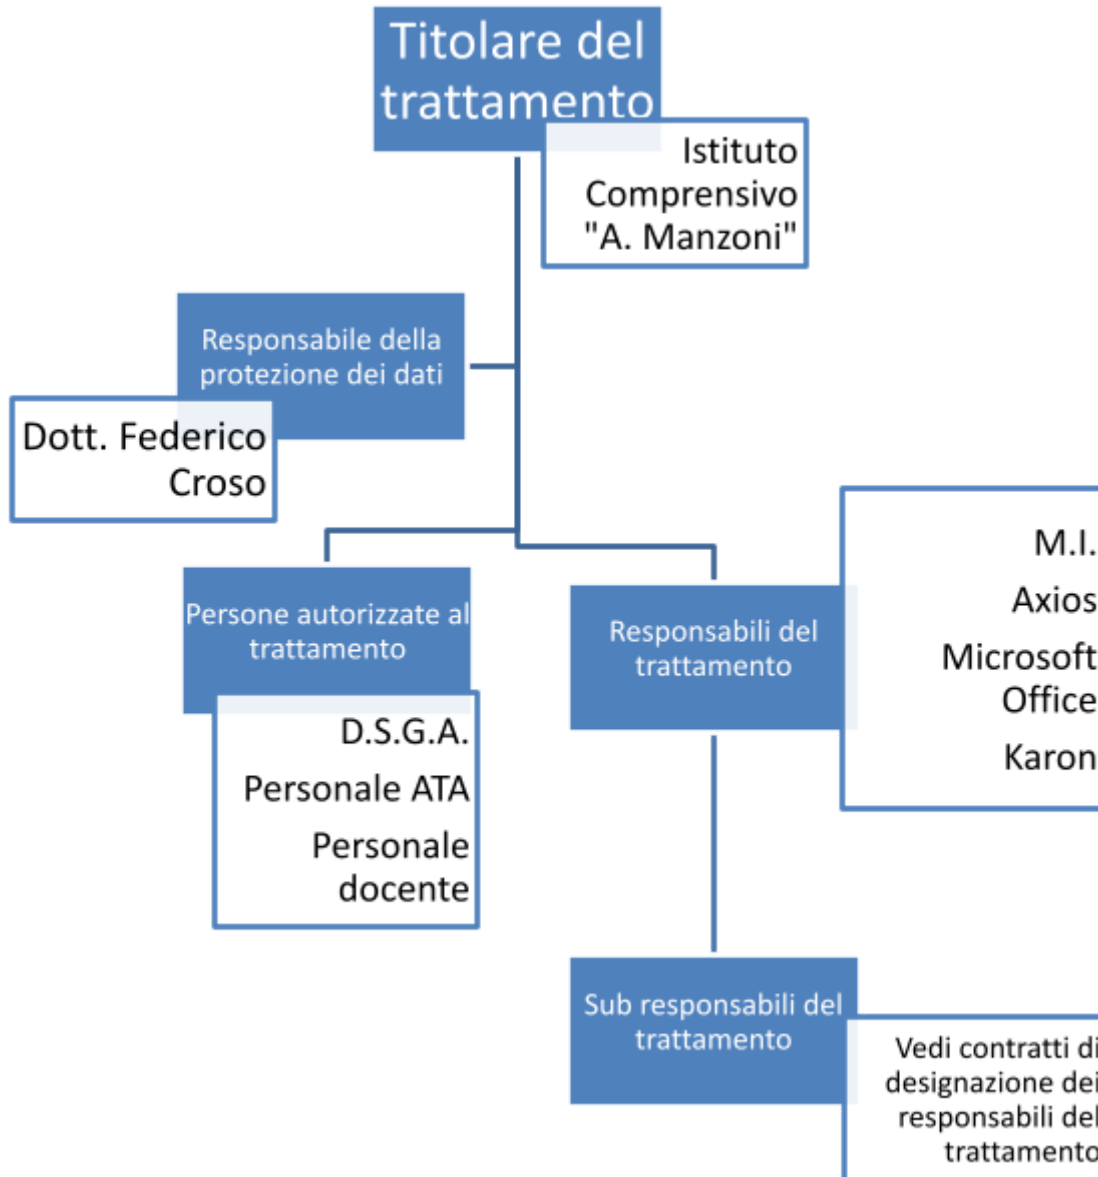 Titolare del
trattamento
Istituto
Comprensivo
"A. Manzoni"
Responsabile della
protezione dei dati
Dott. Federico
Croso
Persone autorizzate al
trattamento
D.S.G.A.
Personale ATA
Personale
docente
Responsabili del
trattamento
M.I.
Axios
Microsoft
Office
Karon
Sub responsabili del
trattamento
Vedi contratti di
designazione dei
responsabili del
trattamento